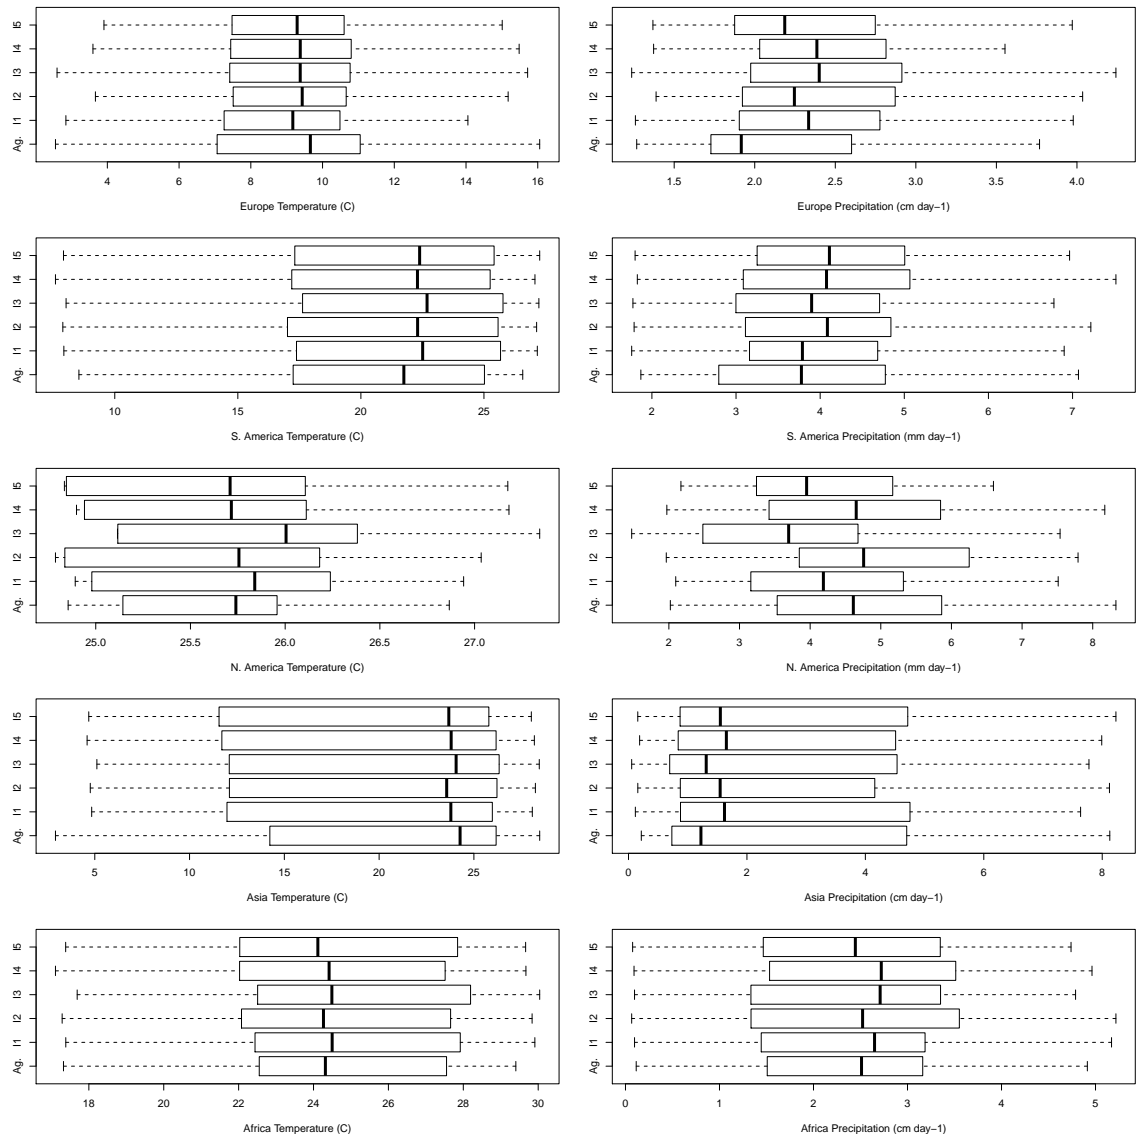 I5
I4
I3
I2
I1
Ag.
4 6 8 10 12 14 16
Europe Temperature (C)
I5
I4
I3
I2
I1
Ag.
1.5 2.0 2.5 3.0 3.5 4.0
Europe Precipitation (cm day−1)
I5
I4
I3
I2
I1
Ag.
10 15 20 25
S. America Temperature (C)
I5
I4
I3
I2
I1
Ag.
2 3 4 5 6 7
S. America Precipitation (mm day−1)
I5
I4
I3
I2
I1
Ag.
25.0 25.5 26.0 26.5 27.0
N. America Temperature (C)
I5
I4
I3
I2
I1
Ag.
2 3 4 5 6 7 8
N. America Precipitation (mm day−1)
I5
I4
I3
I2
I1
Ag.
5 10 15 20 25
Asia Temperature (C)
I5
I4
I3
I2
I1
Ag.
0 2 4 6 8
Asia Precipitation (cm day−1)
I5
I4
I3
I2
I1
Ag.
18 20 22 24 26 28 30
Africa Temperature (C)
I5
I4
I3
I2
I1
Ag.
0 1 2 3 4 5
Africa Precipitation (cm day−1)